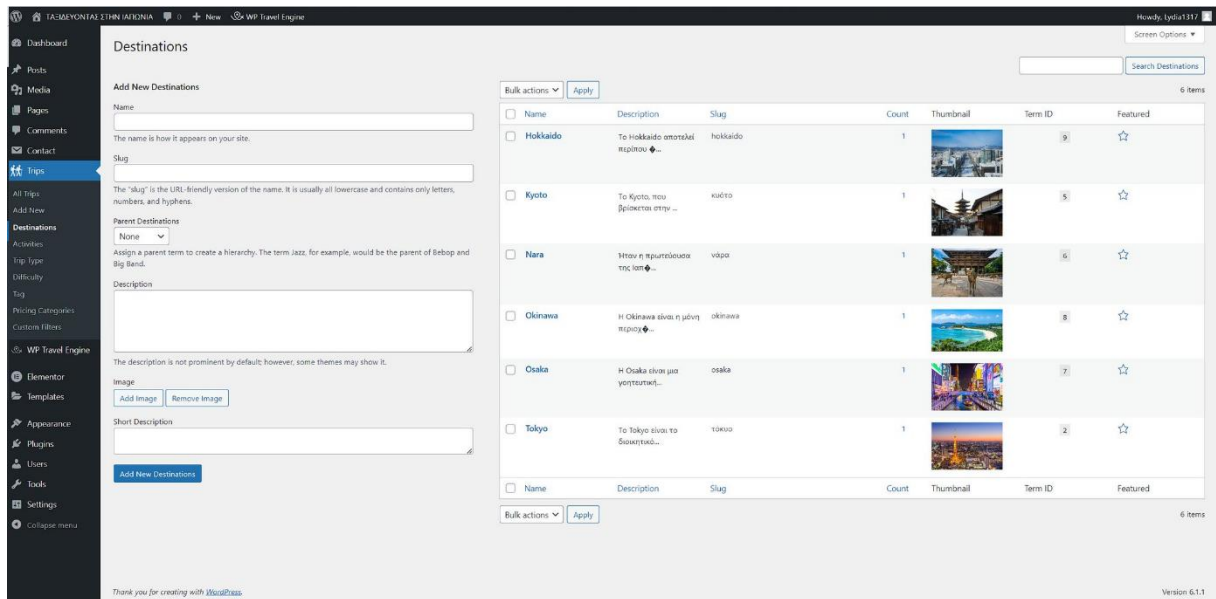 ΤΑΞΙΔΕΥΟΝΤΑΣ ΣΤΗΝ ΙΑΠΩΝΙΑ 0 + New WP Travel Engine
Howdy, Lydia1317
Screen Options ▼
Dashboard
Posts
Media
Pages
Comments
Contact
Trips
All Trips
Add New
Destinations
Activities
Trip Type
Difficulty
Tag
Pricing Categories
Custom Filters
WP Travel Engine
Elementor
Templates
Appearance
Plugins
Users
Tools
Settings
Collapse menu
Destinations
Add New Destinations
Name
The name is how it appears on your site.
Slug
The "slug" is the URL-friendly version of the name. It is usually all lowercase and contains only letters,
numbers, and hyphens.
Parent Destinations
None
Assign a parent term to create a hierarchy. The term Jazz, for example, would be the parent of Bebop and
Big Band.
Description
The description is not prominent by default; however, some themes may show it.
Image
Add Image Remove Image
Short Description
Add New Destinations
Search Destinations
Bulk actions Apply 6 items
Name Description Slug Count Thumbnail Term ID Featured
Hokkaido Το Hokkaido αποτελεί hokkaido 1 9
περίπου �...
Kyoto Το Kyoto, που κυότο 1 5
βρίσκεται στην ...
Nara Ήταν η πρωτεύουσα νάρα 1 6
της Ιαπ�...
Okinawa Η Okinawa είναι η μόνη okinawa 1 8
περιοχ�...
Osaka Η Osaka είναι μια osaka 1 7
γοητευτική...
Tokyo Το Tokyo είναι το τόκυο 1 2
διοικητικό...
Name Description Slug Count Thumbnail Term ID Featured
Bulk actions Apply 6 items
Thank you for creating with WordPress.
Version 6.1.1